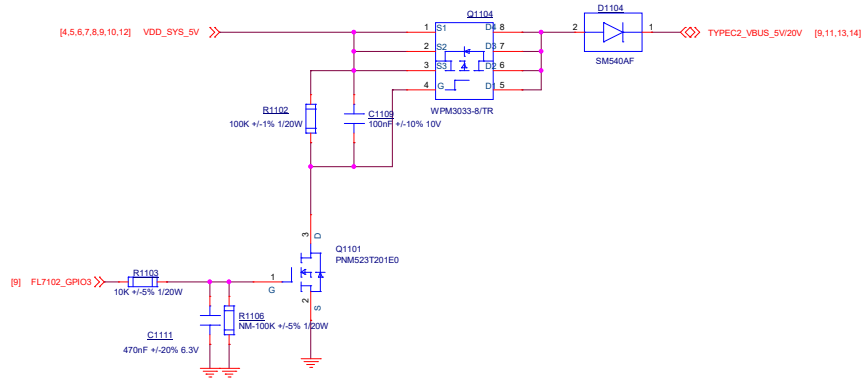 Q1104
D1104
[4,5,6,7,8,9,10,12] VDD_SYS_5V
1 S1 D4 8
2 1
TYPEC2_VBUS_5V/20V [9,11,13,14]
2 S2 D3 7
3 S3 D2 6
SM540AF
4 G D1 5
WPM3033-8/TR
R1102
100K +/-1% 1/20W
C1109
100nF +/-10% 10V
3 D
Q1101
PNM523T201E0
R1103
[9] FL7102_GPIO3
10K +/-5% 1/20W
1
G
2
S
R1106
NM-100K +/-5% 1/20W
C1111
470nF +/-20% 6.3V